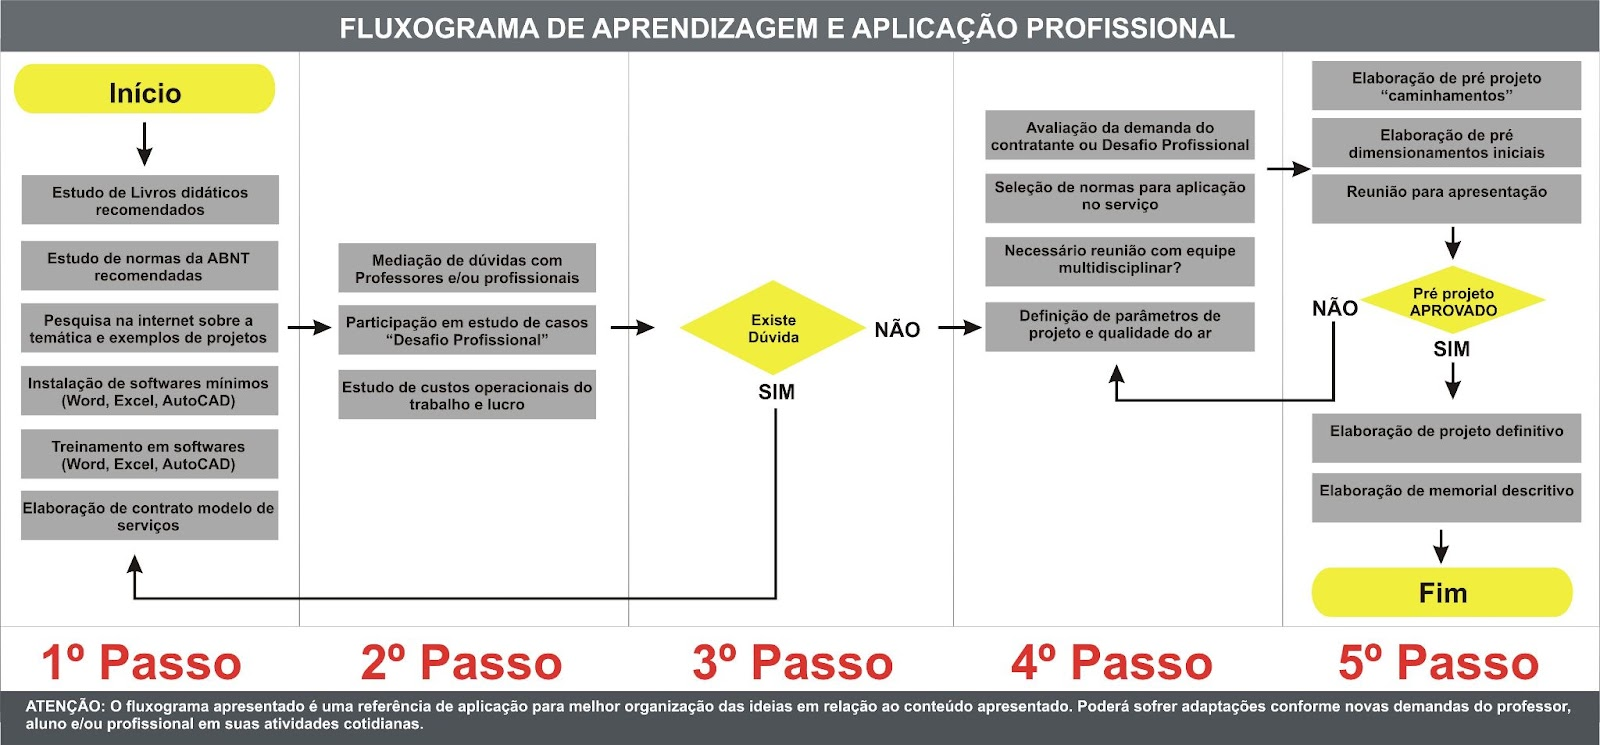 FLUXOGRAMA DE APRENDIZAGEM E APLICAÇÃO PROFISSIONAL
Início
Estudo de Livros didáticos
recomendados
Estudo de normas da ABNT
recomendadas
Pesquisa na internet sobre a
temática e exemplos de projetos
Instalação de softwares mínimos
(Word, Excel, AutoCAD)
Treinamento em softwares
(Word, Excel, AutoCAD)
Elaboração de contrato modelo de
serviços
Mediação de dúvidas com
Professores e/ou profissionais
Participação em estudo de casos
“Desafio Profissional”
Estudo de custos operacionais do
trabalho e lucro
Existe
Dúvida
NÃO
SIM
Avaliação da demanda do
contratante ou Desafio Profissional
Seleção de normas para aplicação
no serviço
Necessário reunião com equipe
multidisciplinar?
Definição de parâmetros de
projeto e qualidade do ar
Elaboração de pré projeto
“caminhamentos”
Elaboração de pré
dimensionamentos iniciais
Reunião para apresentação
Pré projeto
APROVADO
NÃO
SIM
Elaboração de projeto definitivo
Elaboração de memorial descritivo
Fim
1º Passo
2º Passo
3º Passo
4º Passo
5º Passo
ATENÇÃO: O fluxograma apresentado é uma referência de aplicação para melhor organização das ideias em relação ao conteúdo apresentado. Poderá sofrer adaptações conforme novas demandas do professor,
aluno e/ou profissional em suas atividades cotidianas.